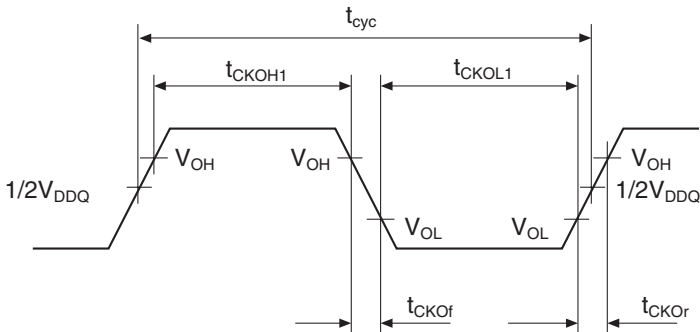 tcyc
tCKOH1 tCKOL1
VOH VOH VOH
1/2VDDQ 1/2VDDQ
VOL VOL
tCKOf tCKOr